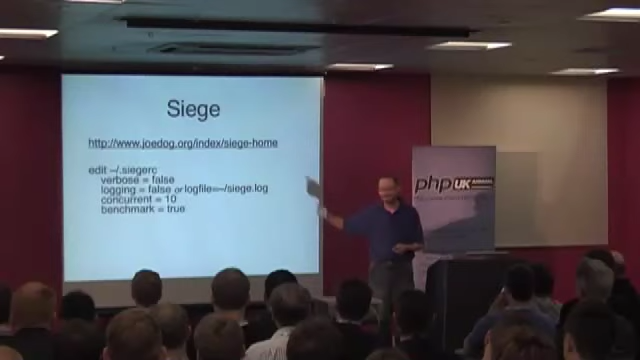 Siege
http://www.joedog.org/index/siege-home
edit ~/.siegerc
verbose = false
logging = false or logfile=~/siege.log
concurrent = 10
benchmark = true
php UK